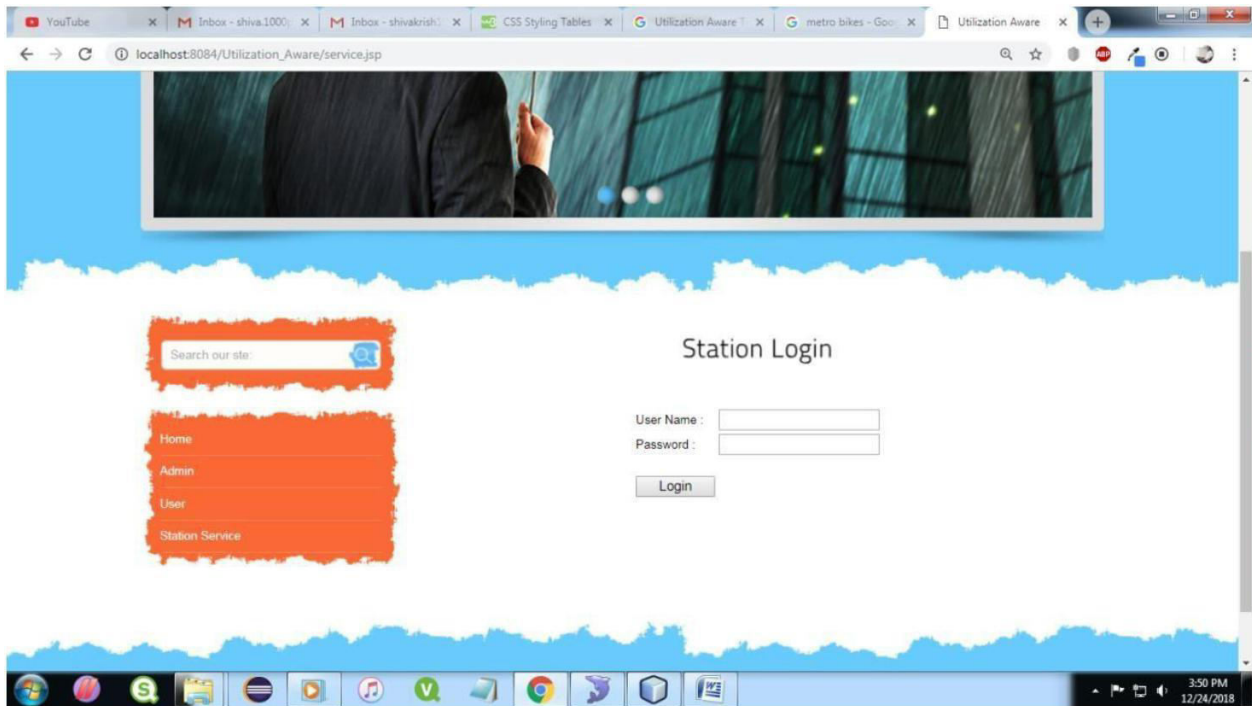 YouTube
Inbox - shiva.1000
Inbox - shivakrish
CSS Styling Tables
Utilization Aware T
metro bikes - Goo
Utilization Aware
localhost:8084/Utilization_Aware/service.jsp
ABP
Search our ste:
Station Login
Home
Admin
User
Station Service
User Name :
Password :
Login
3:50 PM
12/24/2018